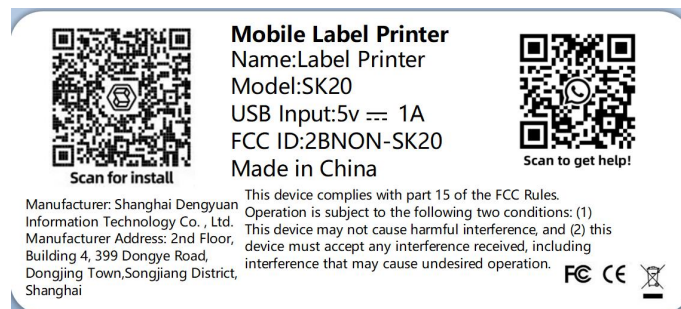 Mobile Label Printer
Name:Label Printer
Model:SK20
USB Input:5v ⎓ 1A
FCC ID:2BNON-SK20
Made in China
Scan for install
Scan to get help!
Manufacturer: Shanghai Dengyuan
Information Technology Co. , Ltd.
Manufacturer Address: 2nd Floor,
Building 4, 399 Dongye Road,
Dongjing Town,Songjiang District,
Shanghai
This device complies with part 15 of the FCC Rules.
Operation is subject to the following two conditions: (1)
This device may not cause harmful interference, and (2) this
device must accept any interference received, including
interference that may cause undesired operation.
FC CE